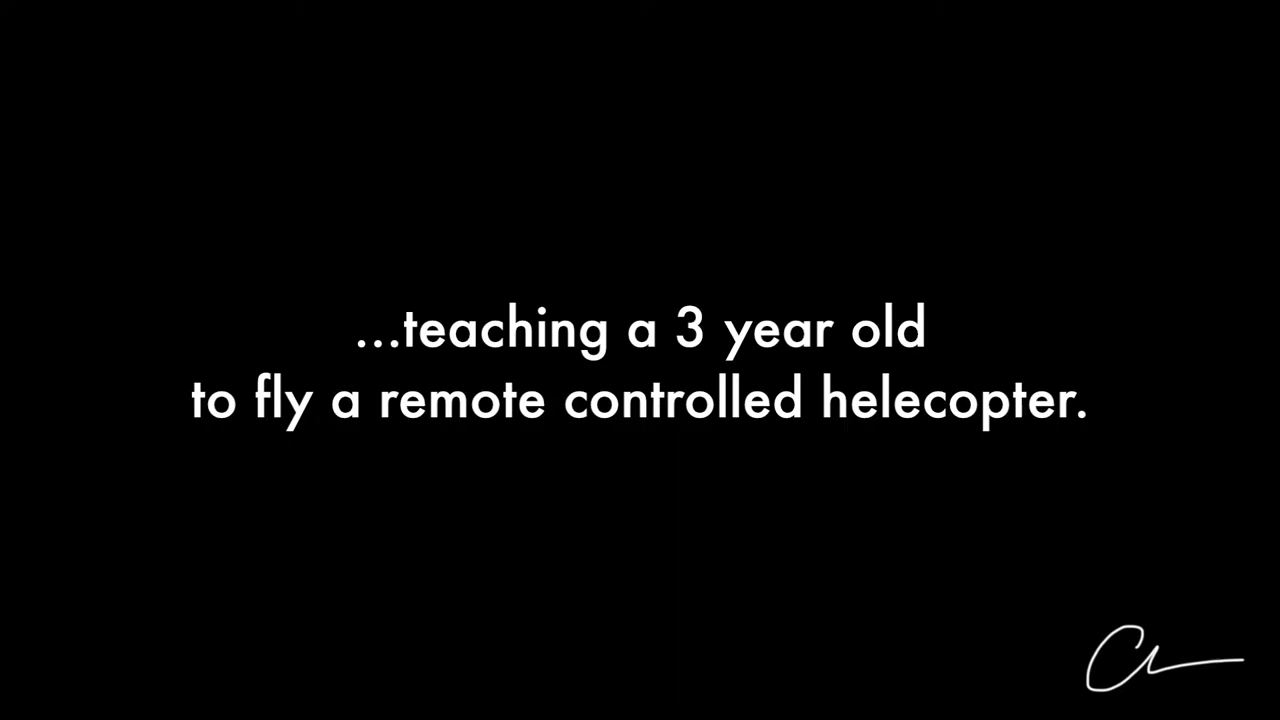 ...teaching a 3 year old
to fly a remote controlled helecopter.